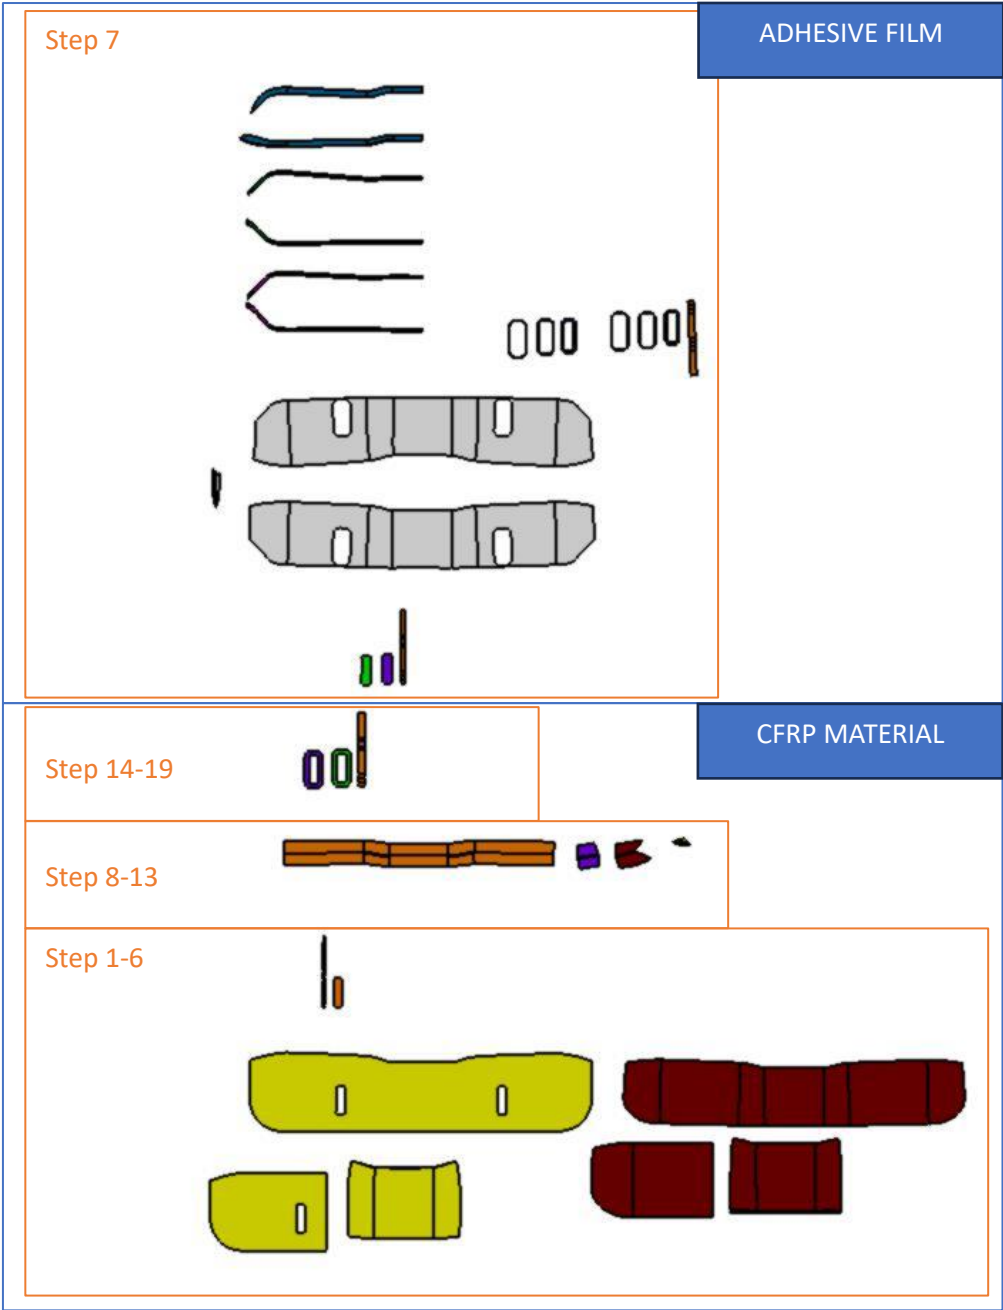 Step 7
ADHESIVE FILM
CFRP MATERIAL
Step 14-19
Step 8-13
Step 1-6